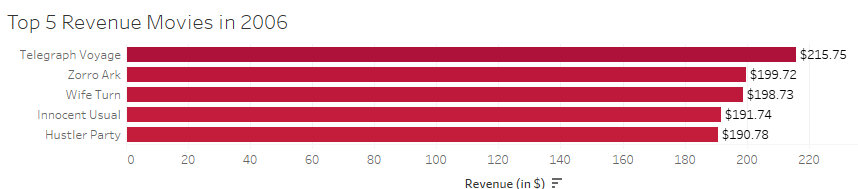 Top 5 Revenue Movies in 2006
Telegraph Voyage $215.75
Zorro Ark $199.72
Wife Turn $198.73
Innocent Usual $191.74
Hustler Party $190.78
0 20 40 60 80 100 120 140 160 180 200 220
Revenue (in $)